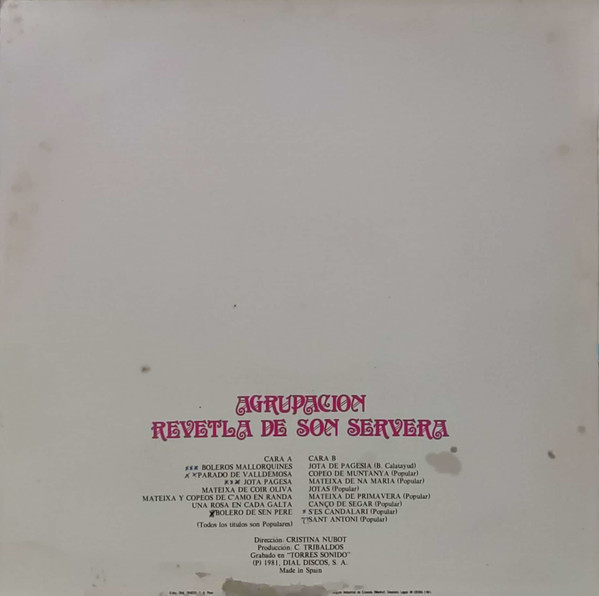 AGRUPACION
REVETLA DE SON SERVERA
CARA A
*** BOLEROS MALLORQUINES
PARADO DE VALLDEMOSA
*** JOTA PAGESA
MATEIXA DE COIR OLIVA
MATEIXA Y COPEOS DE C'AMO EN RANDA
UNA ROSA EN CADA GALTA
BOLERO DE SEN PERE
(Todos los títulos son Populares)
CARA B
JOTA DE PAGESIA (B. Calatayud)
COPEO DE MUNTANYA (Popular)
MATEIXA DE NA MARIA (Popular)
JOTAS (Popular)
MATEIXA DE PRIMAVERA (Popular)
CANÇO DE SEGAR (Popular)
* S'ES CANDALARI (Popular)
?? SANT ANTONI (Popular)
Dirección: CRISTINA NUBOT
Producción: C. TRIBALDOS
Grabado en "TORRES SONIDO"
(P) 1981, DIAL DISCOS, S. A.
Made in Spain